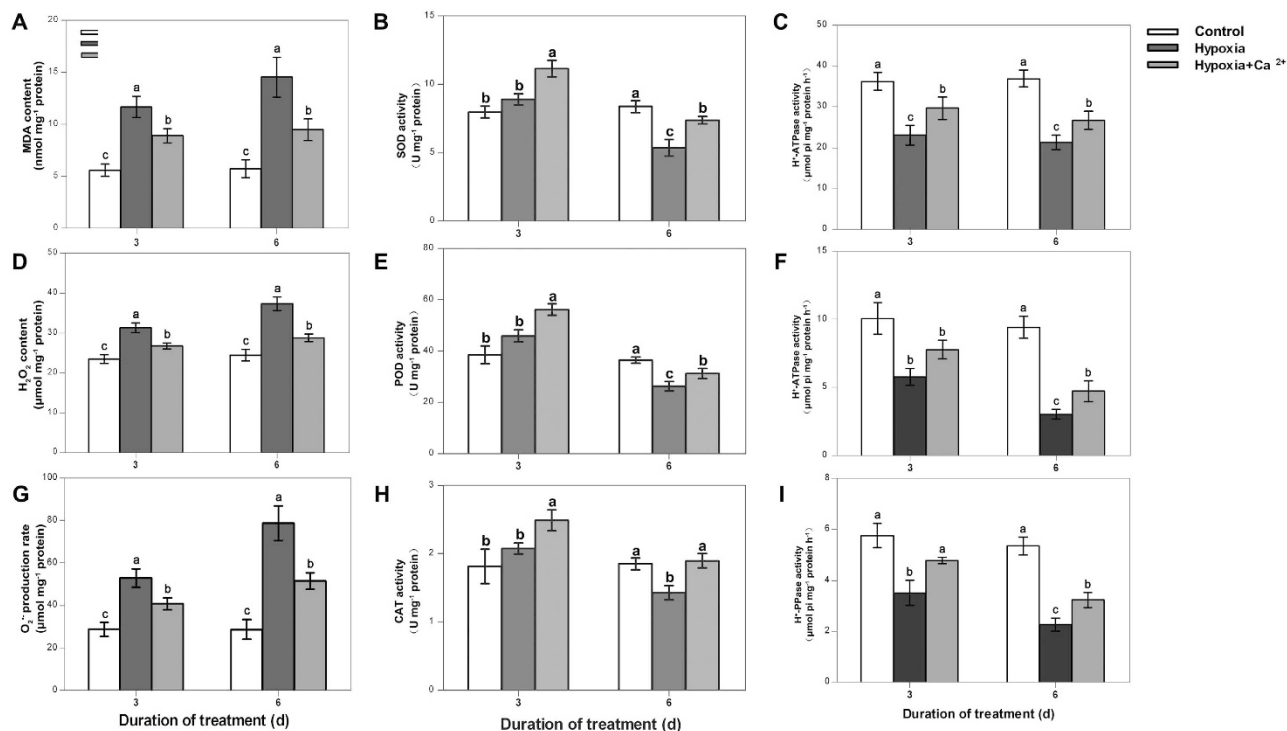 A
MDA content
(nmol mg⁻¹ protein)
20
15
10
5
0
c
a
b
c
a
b
3
6
B
SOD activity
（U mg⁻¹ protein）
15
10
5
0
b
b
a
a
c
b
3
6
C
H⁺-ATPase activity
（μmol pi mg⁻¹ protein h⁻¹）
50
40
30
20
10
0
a
c
b
a
c
b
3
6
Control
Hypoxia
Hypoxia+Ca ²⁺
D
H₂O₂ content
(μmol mg⁻¹ protein)
50
40
30
20
10
0
c
a
b
c
a
b
3
6
E
POD activity
（U mg⁻¹ protein）
80
60
40
20
0
b
b
a
a
c
b
3
6
F
H⁺-ATPase activity
（μmol pi mg⁻¹ protein h⁻¹）
15
10
5
0
a
b
b
a
c
b
3
6
G
O₂•⁻ production rate
(μmol mg⁻¹ protein)
100
80
60
40
20
0
c
a
b
c
a
b
3
6
Duration of treatment (d)
H
CAT activity
（U mg⁻¹ protein）
3
2
1
0
b
b
a
a
b
a
3
6
Duration of treatment (d)
I
H⁺-PPase activity
（μmol pi mg⁻¹ protein h⁻¹）
8
6
4
2
0
a
b
a
a
c
b
3
6
Duration of treatment (d)